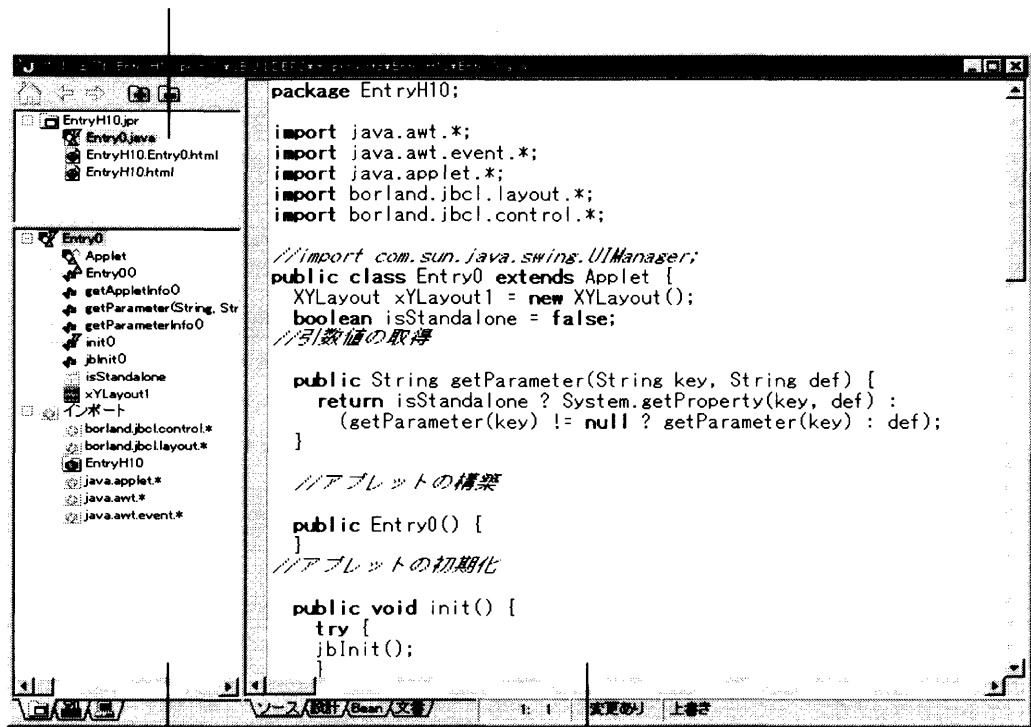 EntryH10.jpr
Entry0.java
EntryH10.Entry0.html
EntryH10.html
Entry0
Applet
Entry0()
getAppletInfo()
getParameter(String, Str
getParameterInfo()
init()
jbInit()
isStandalone
xYLayout1
インポート
borland.jbcl.control.*
borland.jbcl.layout.*
EntryH10
java.applet.*
java.awt.*
java.awt.event.*
package EntryH10;
import java.awt.*;
import java.awt.event.*;
import java.applet.*;
import borland.jbcl.layout.*;
import borland.jbcl.control.*;
//import com.sun.java.swing.UIManager;
public class Entry0 extends Applet {
XYLayout xYLayout1 = new XYLayout();
boolean isStandalone = false;
//引数値の取得
public String getParameter(String key, String def) {
return isStandalone ? System.getProperty(key, def) :
(getParameter(key) != null ? getParameter(key) : def);
}
//アプレットの構築
public Entry0() {
}
//アプレットの初期化
public void init() {
try {
jbInit();
}
ソース/設計/Bean/文書/
1: 1
変更あり
上書き